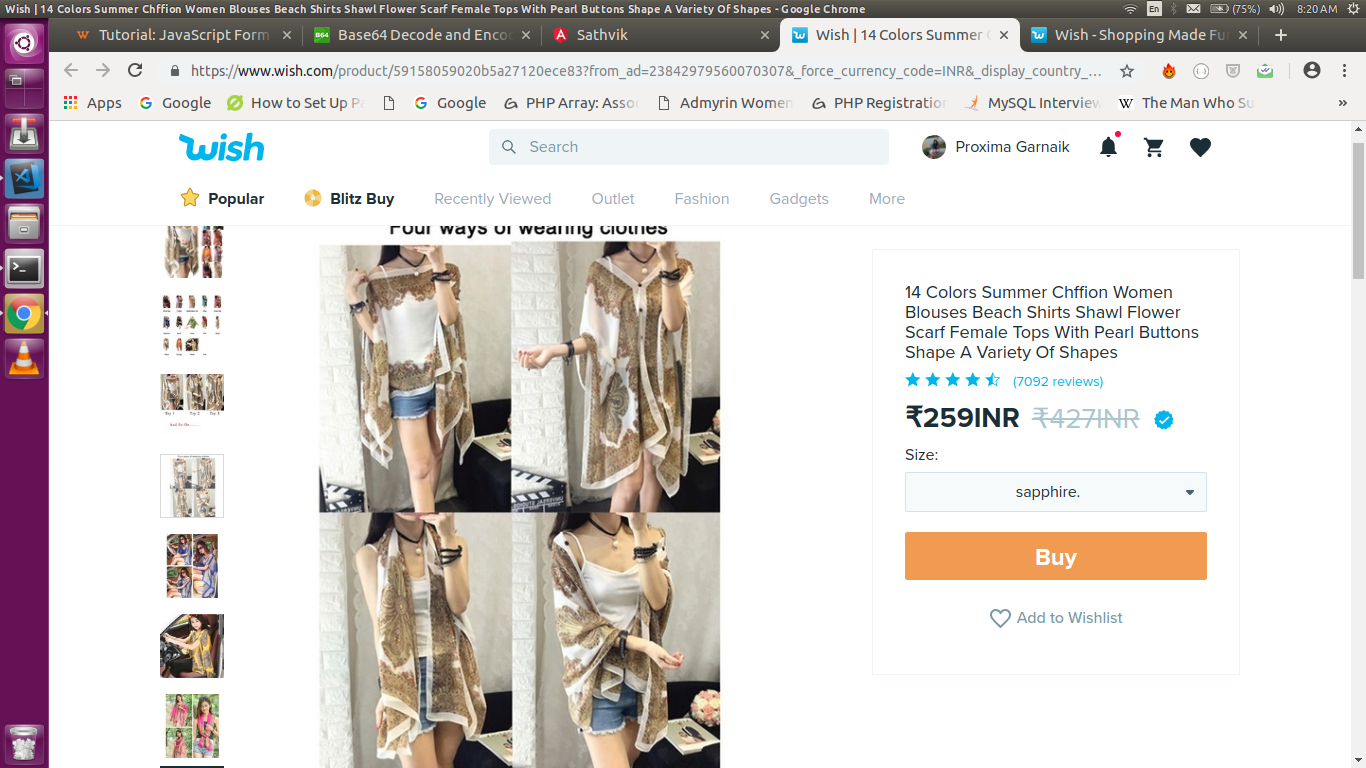 Wish | 14 Colors Summer Chffion Women Blouses Beach Shirts Shawl Flower Scarf Female Tops With Pearl Buttons Shape A Variety Of Shapes - Google Chrome
En
(75%)
8:20 AM
Tutorial: JavaScript Form
B64
Base64 Decode and Enco
Sathvik
Wish | 14 Colors Summer
Wish - Shopping Made Fu
https://www.wish.com/product/59158059020b5a27120ece83?from_ad=23842979560070307&_force_currency_code=INR&_display_country_...
Apps
Google
How to Set Up P
Google
PHP Array: Asso
Admyrin Women
PHP Registration
MySQL Interview
The Man Who Su
»
wish
Search
Proxima Garnaik
Popular
Blitz Buy
Recently Viewed
Outlet
Fashion
Gadgets
More
Four ways of wearing clothes
14 Colors Summer Chffion Women
Blouses Beach Shirts Shawl Flower
Scarf Female Tops With Pearl Buttons
Shape A Variety Of Shapes
(7092 reviews)
₹259INR ₹427INR
Size:
sapphire.
Buy
Add to Wishlist